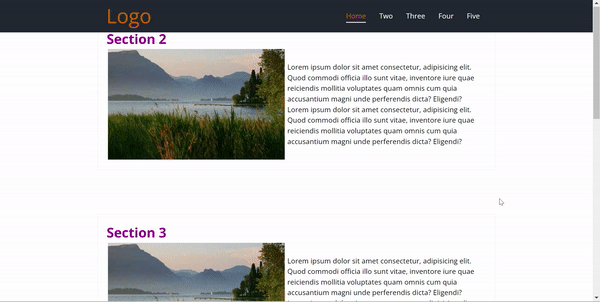 Logo
Home Two Three Four Five
Section 2
Lorem ipsum dolor sit amet consectetur, adipisicing elit.
Quod commodi officia illo sunt vitae, inventore iure quae
reiciendis mollitia voluptates quam omnis cum quia
accusantium magni unde perferendis dicta? Eligendi?
Lorem ipsum dolor sit amet consectetur, adipisicing elit.
Quod commodi officia illo sunt vitae, inventore iure quae
reiciendis mollitia voluptates quam omnis cum quia
accusantium magni unde perferendis dicta? Eligendi?
Section 3
Lorem ipsum dolor sit amet consectetur, adipisicing elit.
Quod commodi officia illo sunt vitae, inventore iure quae
reiciendis mollitia voluptates quam omnis cum quia
accusantium magni unde perferendis dicta? Eligendi?